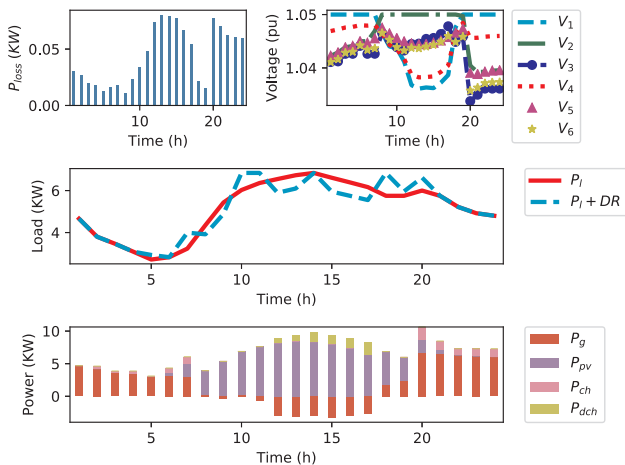 P_loss (KW)
0.05
0.00
0
10
20
Time (h)
Voltage (pu)
1.05
1.04
10
20
Time (h)
V_1
V_2
V_3
V_4
V_5
V_6
Load (KW)
6
4
5
10
15
20
Time (h)
P_l
P_l + DR
Power (KW)
10
5
0
5
10
15
20
Time (h)
P_g
P_pv
P_ch
P_dch